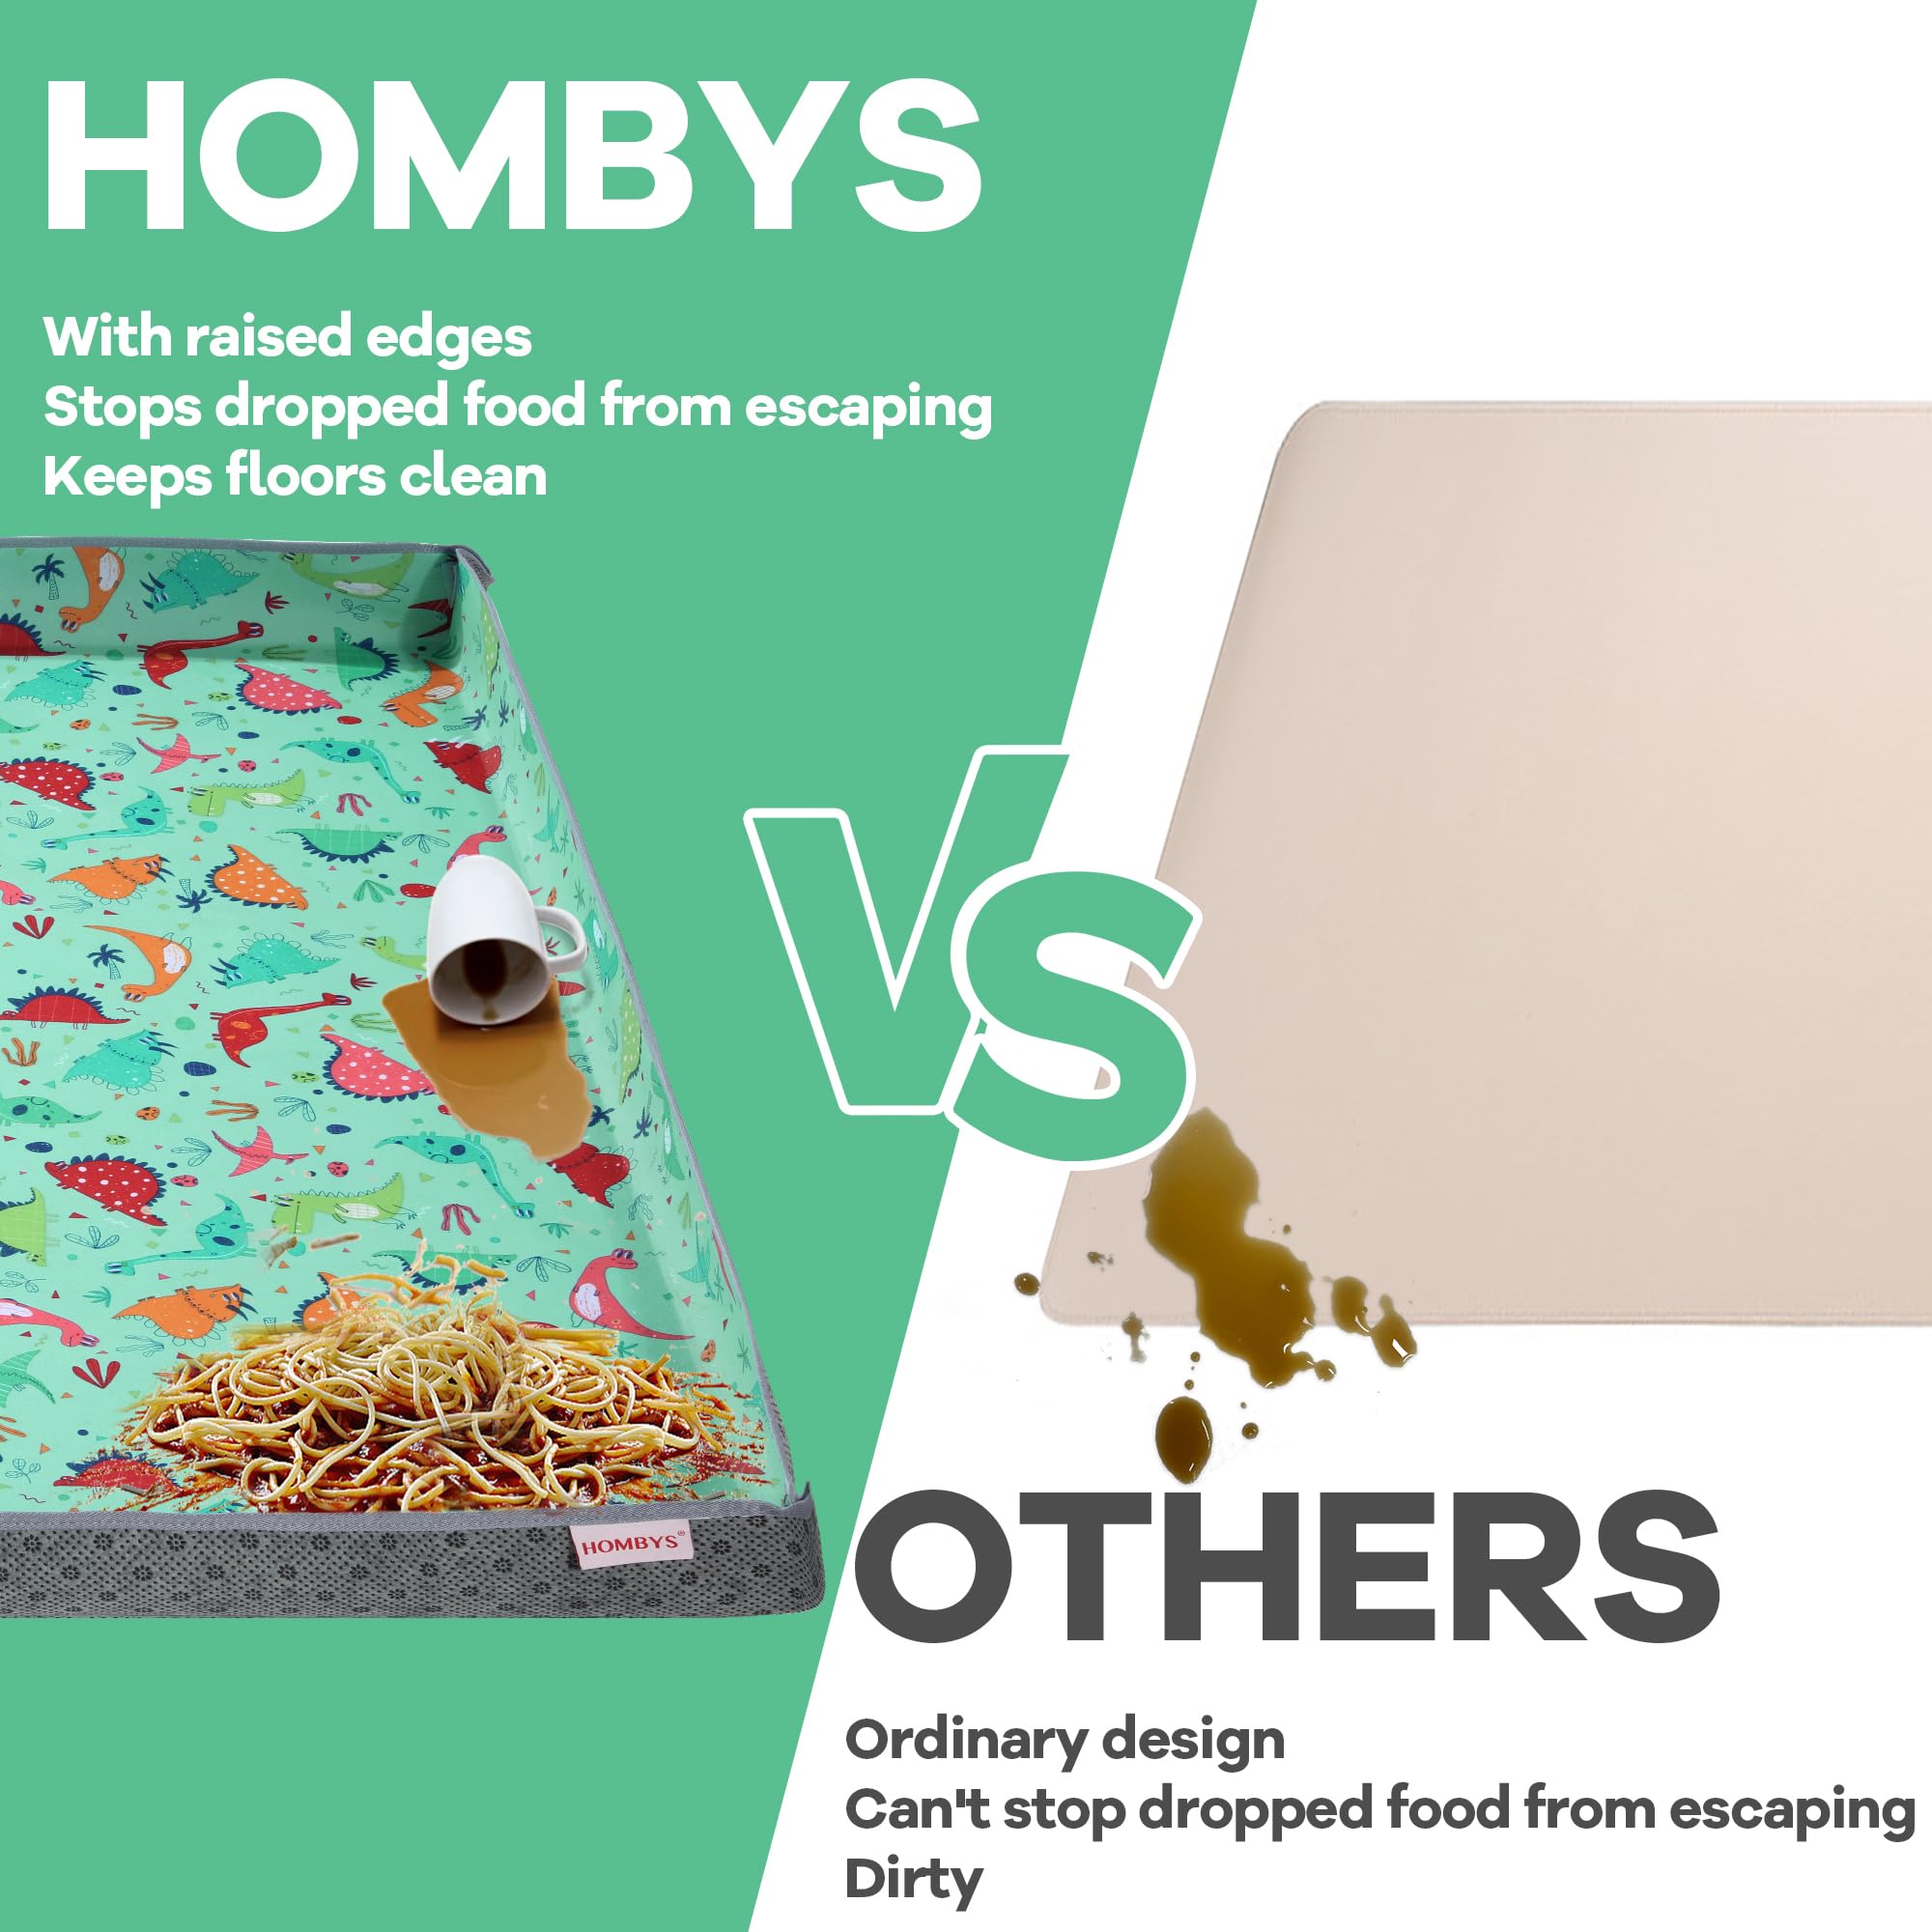 HOMBYS
With raised edges
Stops dropped food from escaping
Keeps floors clean
VS
HOMBYS®
OTHERS
Ordinary design
Can't stop dropped food from escaping
Dirty